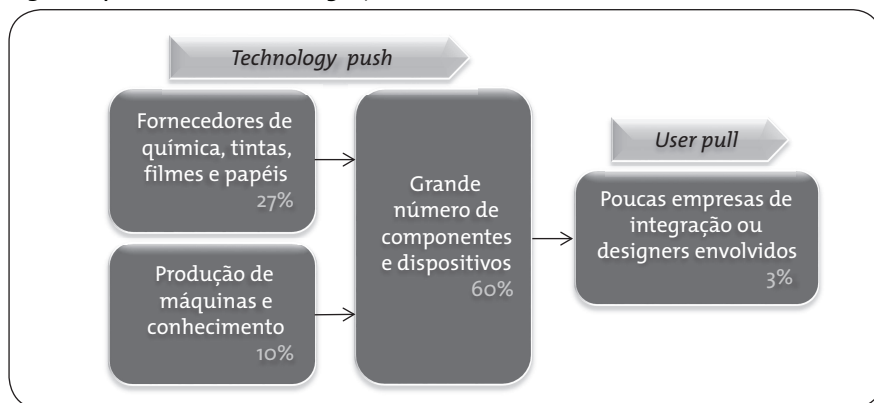 Technology push
Fornecedores de
química, tintas,
filmes e papéis
27%
Produção de
máquinas e
conhecimento
10%
Grande
número de
componentes
e dispositivos
60%
User pull
Poucas empresas de
integração ou
designers envolvidos
3%